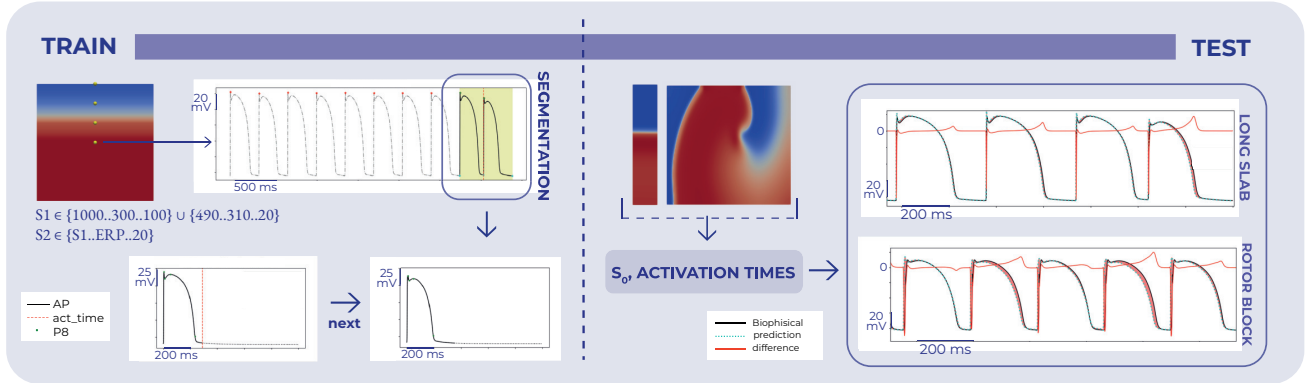 TRAIN
TEST
20
mV
500 ms
SEGMENTATION
S1 ∈ {1000..300..100} ∪ {490..310..20}
S2 ∈ {S1..ERP..20}
AP
act_time
P8
25
mV
200 ms
next
25
mV
200 ms
S₀, ACTIVATION TIMES
Biophisical
prediction
difference
0
20
mV
200 ms
LONG SLAB
0
20
mV
200 ms
ROTOR BLOCK